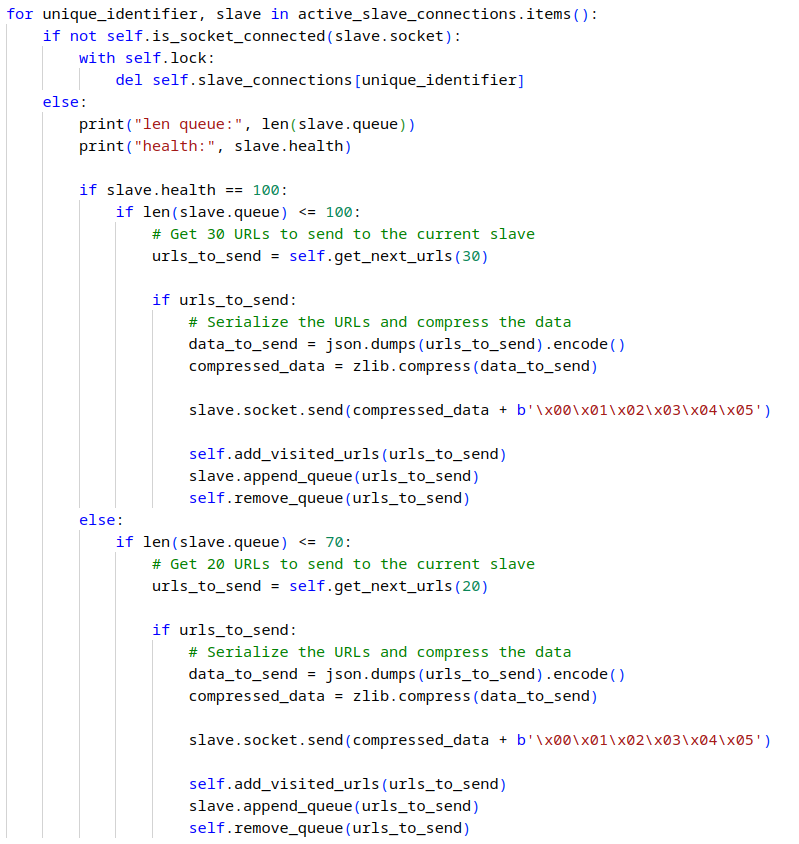 for unique_identifier, slave in active_slave_connections.items():
    if not self.is_socket_connected(slave.socket):
        with self.lock:
            del self.slave_connections[unique_identifier]
    else:
        print("len queue:", len(slave.queue))
        print("health:", slave.health)

        if slave.health == 100:
            if len(slave.queue) <= 100:
                # Get 30 URLs to send to the current slave
                urls_to_send = self.get_next_urls(30)

                if urls_to_send:
                    # Serialize the URLs and compress the data
                    data_to_send = json.dumps(urls_to_send).encode()
                    compressed_data = zlib.compress(data_to_send)

                    slave.socket.send(compressed_data + b'\x00\x01\x02\x03\x04\x05')

                    self.add_visited_urls(urls_to_send)
                    slave.append_queue(urls_to_send)
                    self.remove_queue(urls_to_send)
        else:
            if len(slave.queue) <= 70:
                # Get 20 URLs to send to the current slave
                urls_to_send = self.get_next_urls(20)

                if urls_to_send:
                    # Serialize the URLs and compress the data
                    data_to_send = json.dumps(urls_to_send).encode()
                    compressed_data = zlib.compress(data_to_send)

                    slave.socket.send(compressed_data + b'\x00\x01\x02\x03\x04\x05')

                    self.add_visited_urls(urls_to_send)
                    slave.append_queue(urls_to_send)
                    self.remove_queue(urls_to_send)